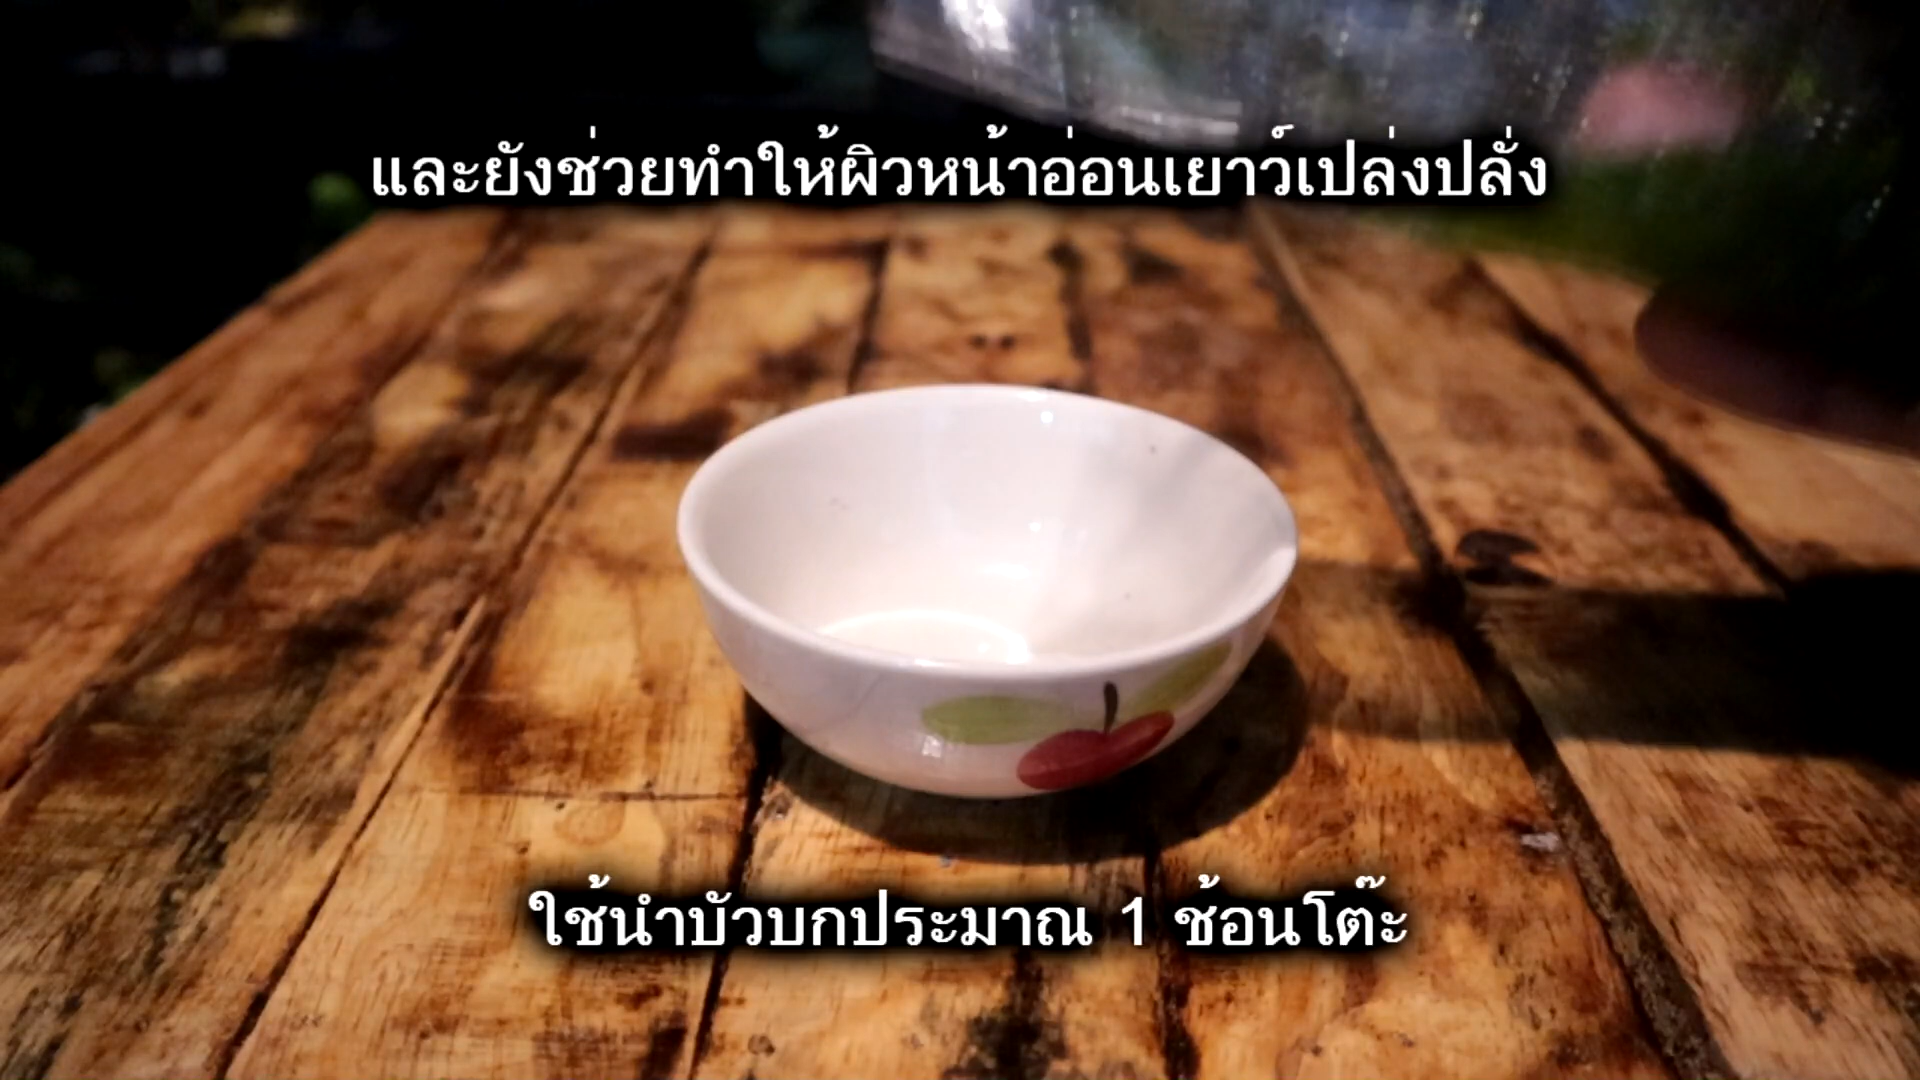 และยังช่วยทำให้ผิวหน้าอ่อนเยาว์เปล่งปลั่ง
ใช้นำบัวบกประมาณ 1 ช้อนโต๊ะ